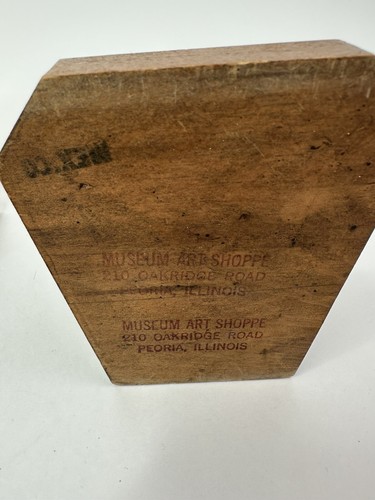 MUSEUM ART SHOPPE
210 OAKRIDGE ROAD
PEORIA, ILLINOIS
MUSEUM ART SHOPPE
210 OAKRIDGE ROAD
PEORIA, ILLINOIS